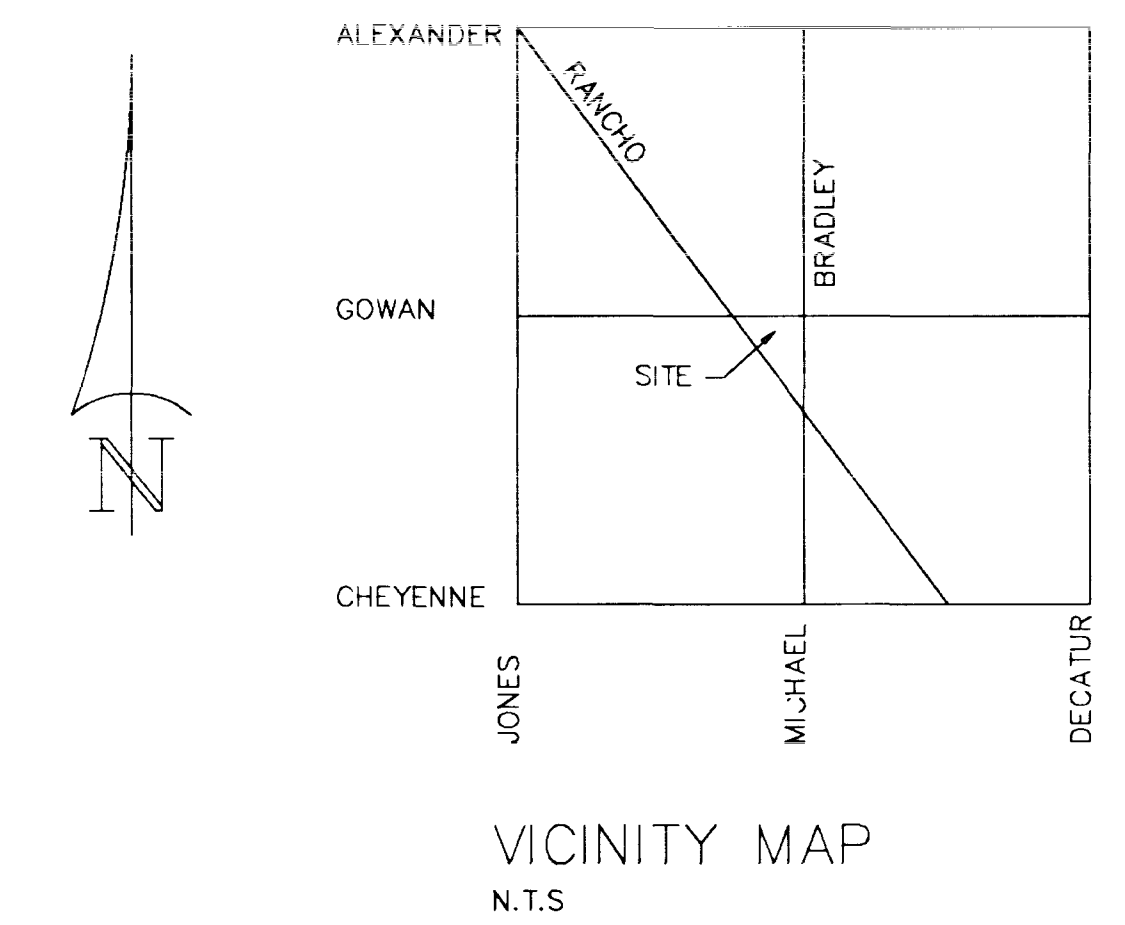 ALEXANDER
RANCHO
BRADLEY
GOWAN
SITE
N
CHEYENNE
JONES
MICHAEL
DECATUR
VICINITY MAP
N.T.S